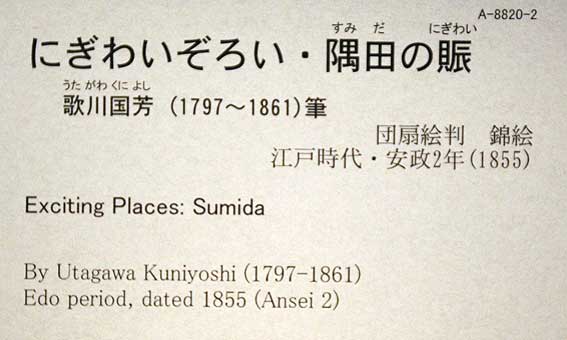 A-8820-2
すみ だ にぎわい
にぎわいぞろい・隅田の賑
うた がわ くに よし
歌川国芳 (1797〜1861)筆
団扇絵判 錦絵
江戸時代・安政2年(1855)
Exciting Places: Sumida
By Utagawa Kuniyoshi (1797-1861)
Edo period, dated 1855 (Ansei 2)